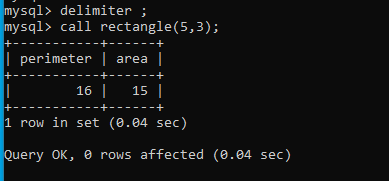 mysql> delimiter ;
mysql> call rectangle(5,3);
+-----------+------+
| perimeter | area |
+-----------+------+
|        16 |   15 |
+-----------+------+
1 row in set (0.04 sec)

Query OK, 0 rows affected (0.04 sec)